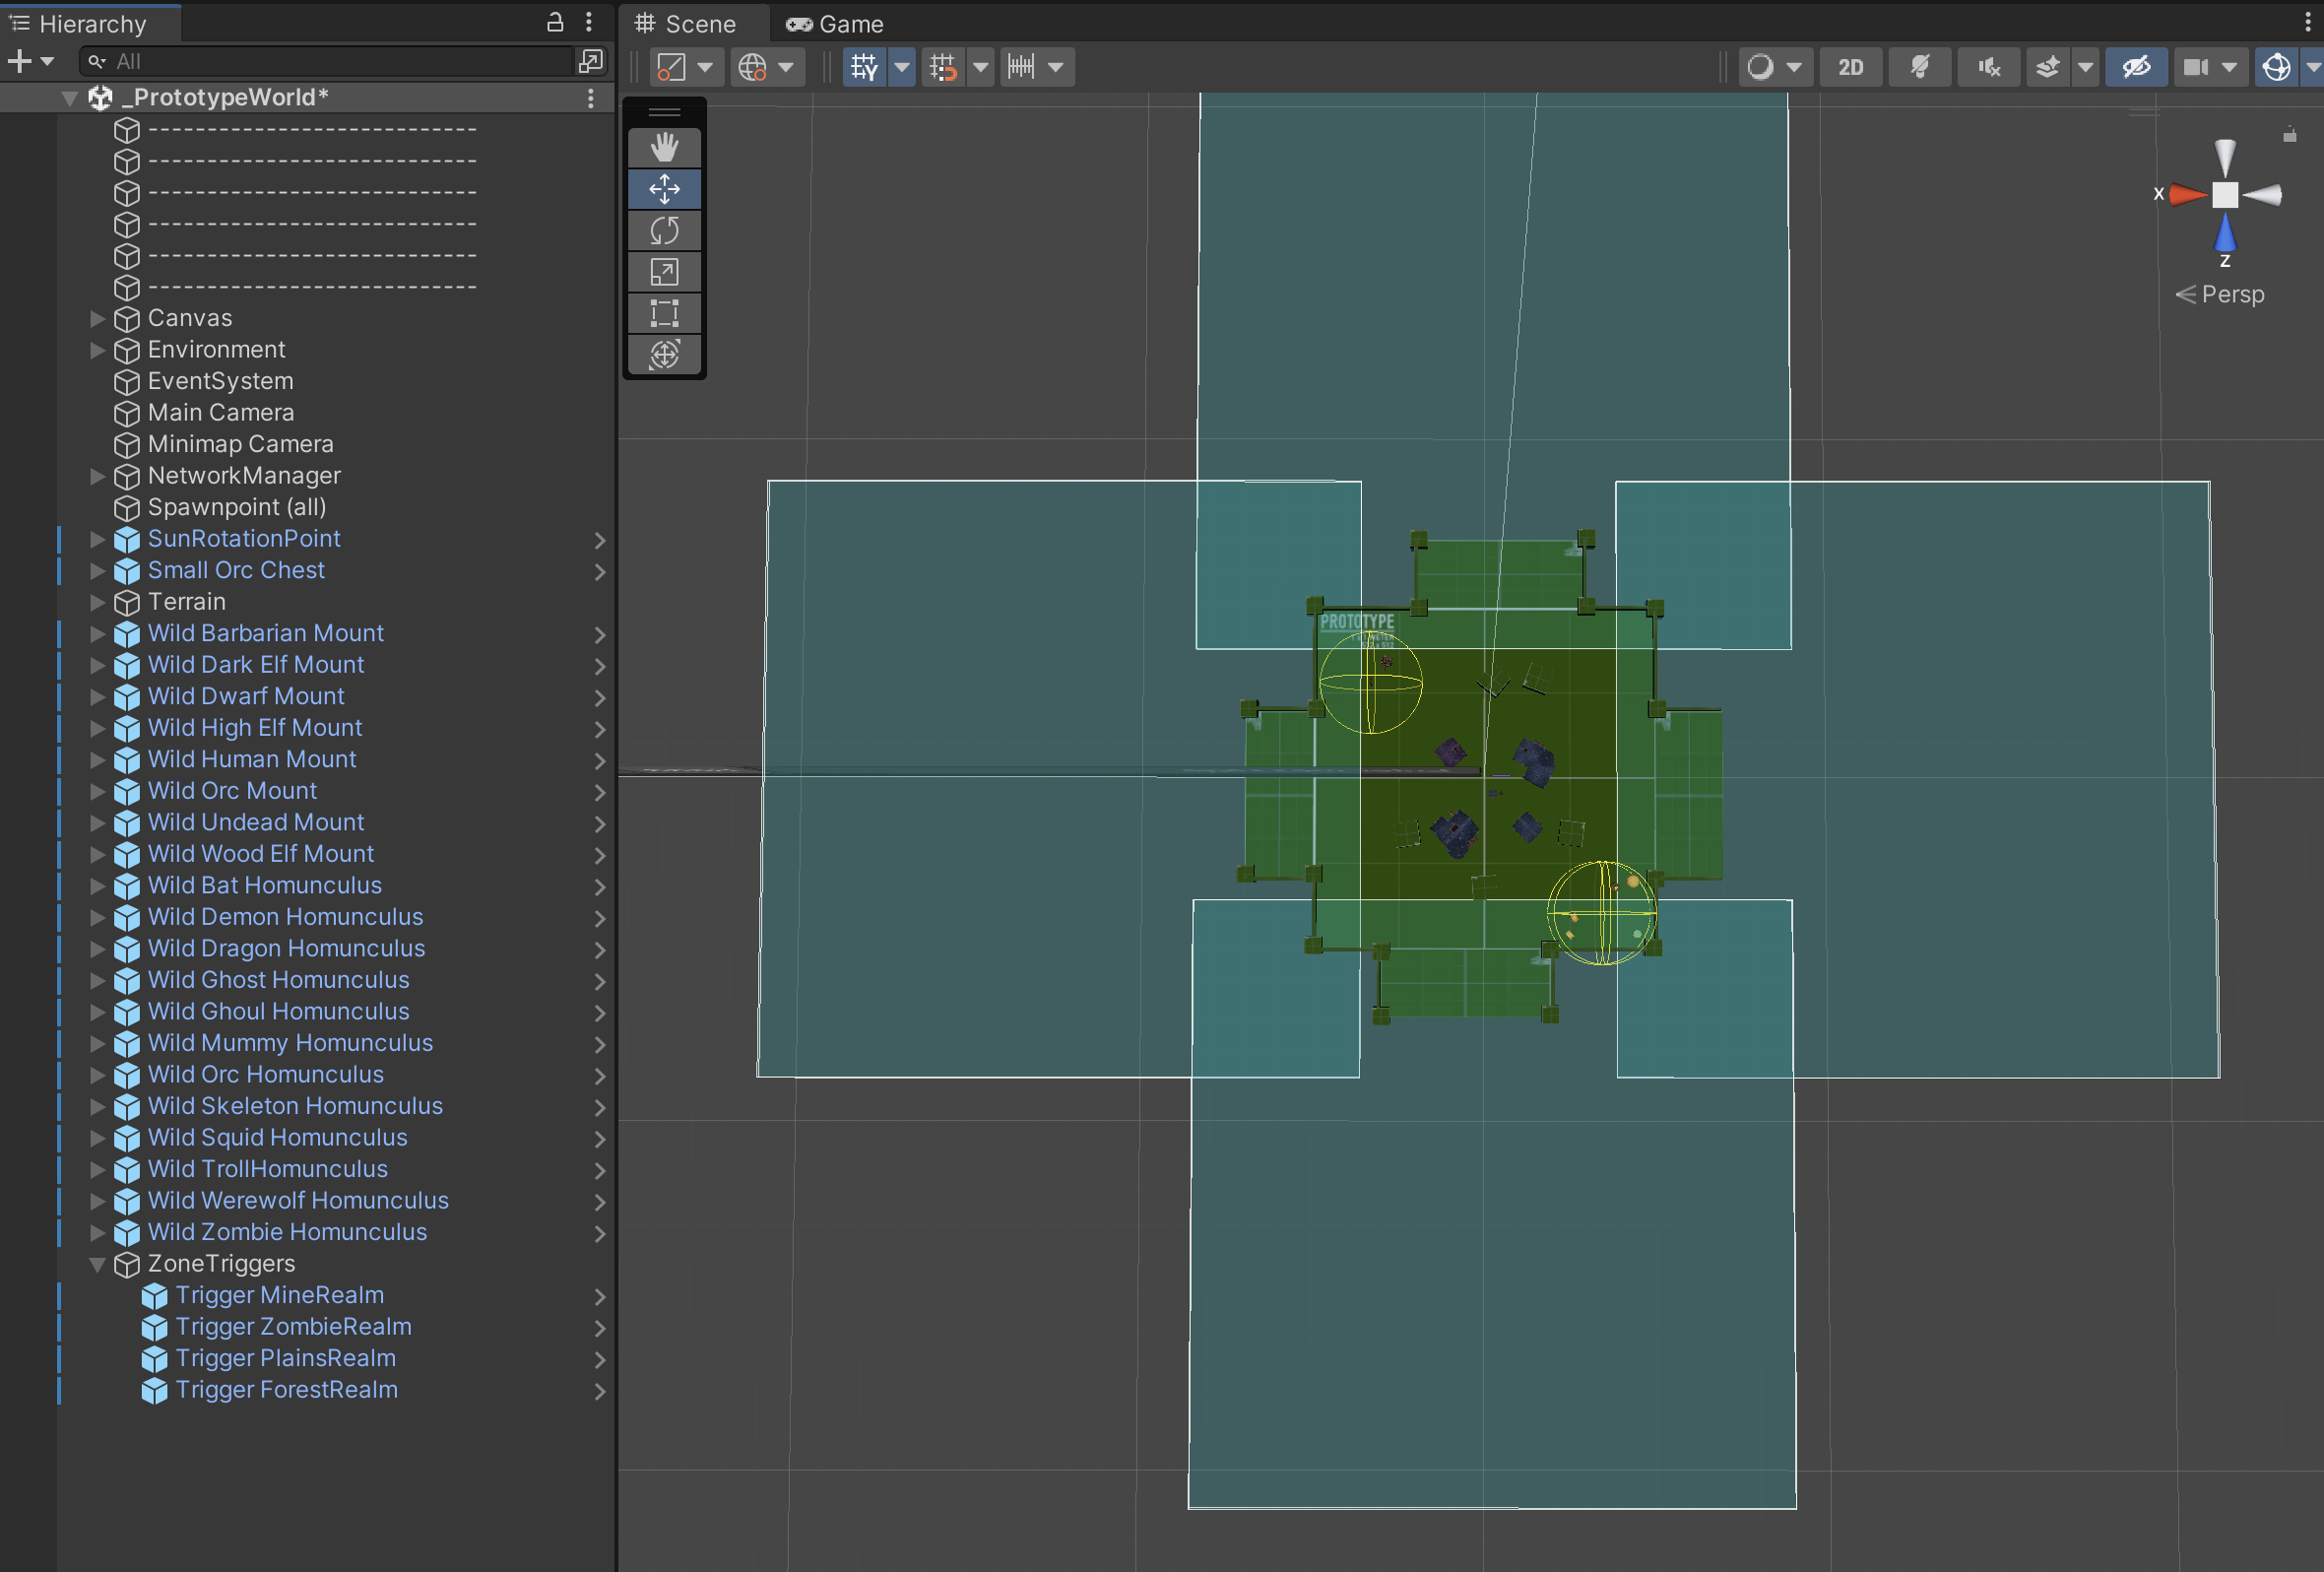 Hierarchy
All
_PrototypeWorld*
----------------------------
----------------------------
----------------------------
----------------------------
----------------------------
----------------------------
Canvas
Environment
EventSystem
Main Camera
Minimap Camera
NetworkManager
Spawnpoint (all)
SunRotationPoint
Small Orc Chest
Terrain
Wild Barbarian Mount
Wild Dark Elf Mount
Wild Dwarf Mount
Wild High Elf Mount
Wild Human Mount
Wild Orc Mount
Wild Undead Mount
Wild Wood Elf Mount
Wild Bat Homunculus
Wild Demon Homunculus
Wild Dragon Homunculus
Wild Ghost Homunculus
Wild Ghoul Homunculus
Wild Mummy Homunculus
Wild Orc Homunculus
Wild Skeleton Homunculus
Wild Squid Homunculus
Wild TrollHomunculus
Wild Werewolf Homunculus
Wild Zombie Homunculus
ZoneTriggers
Trigger MineRealm
Trigger ZombieRealm
Trigger PlainsRealm
Trigger ForestRealm
Scene
Game
2D
X
Z
Persp
PROTOTYPE